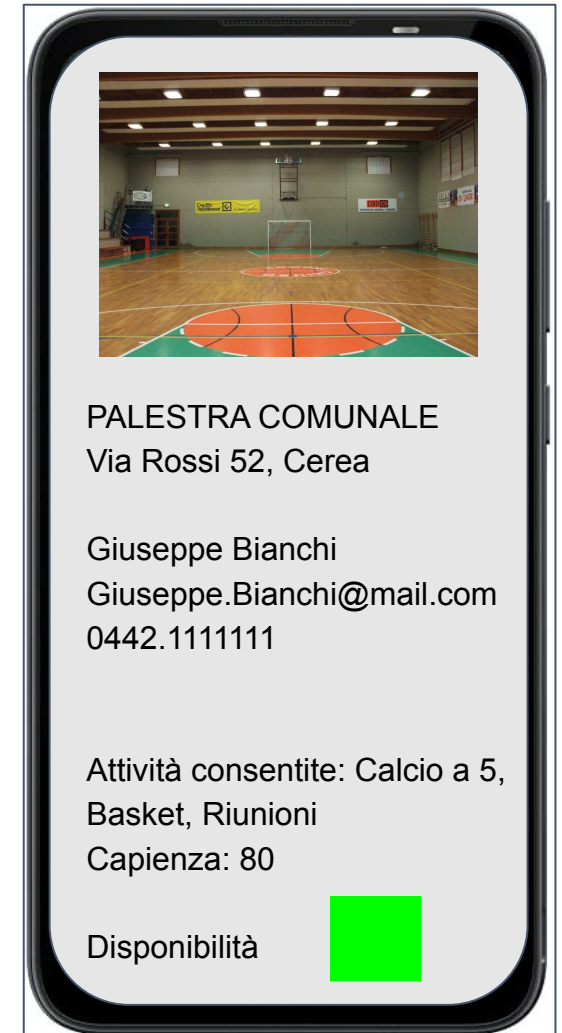 PALESTRA COMUNALE
Via Rossi 52, Cerea
Giuseppe Bianchi
Giuseppe.Bianchi@mail.com
0442.1111111
Attività consentite: Calcio a 5,
Basket, Riunioni
Capienza: 80
Disponibilità